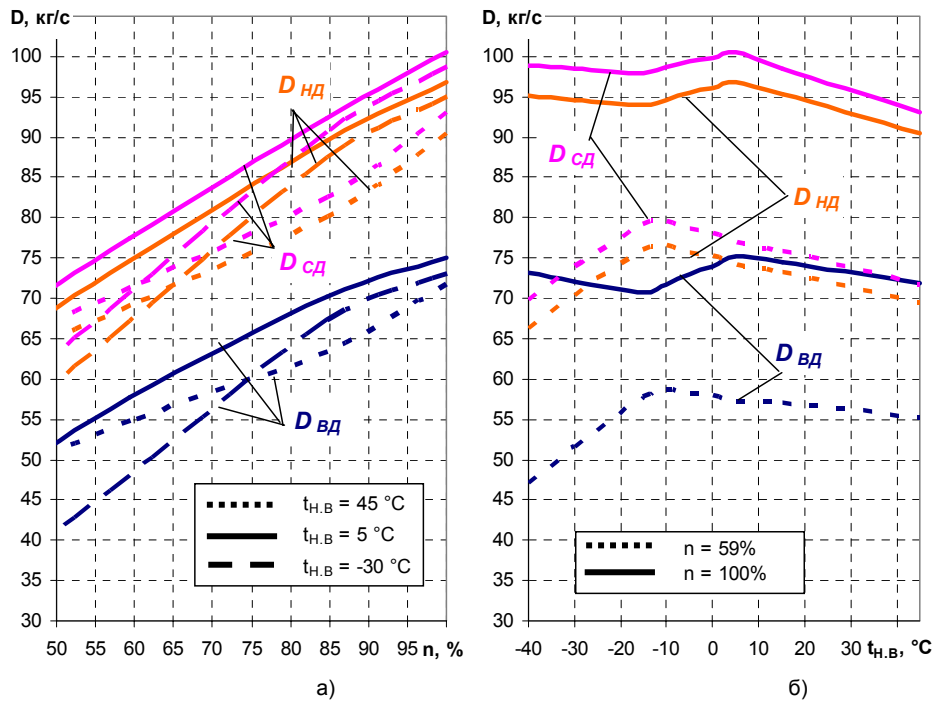 D, кг/с
100
95
90
85
80
75
70
65
60
55
50
45
40
35
30
50 55 60 65 70 75 80 85 90 95 n, %
D НД
D СД
D ВД
tН.В = 45 °C
tН.В = 5 °C
tН.В = -30 °C
а)
D, кг/с
100
95
90
85
80
75
70
65
60
55
50
45
40
35
30
-40 -30 -20 -10 0 10 20 30 tН.В, °C
D СД
D НД
D ВД
n = 59%
n = 100%
б)